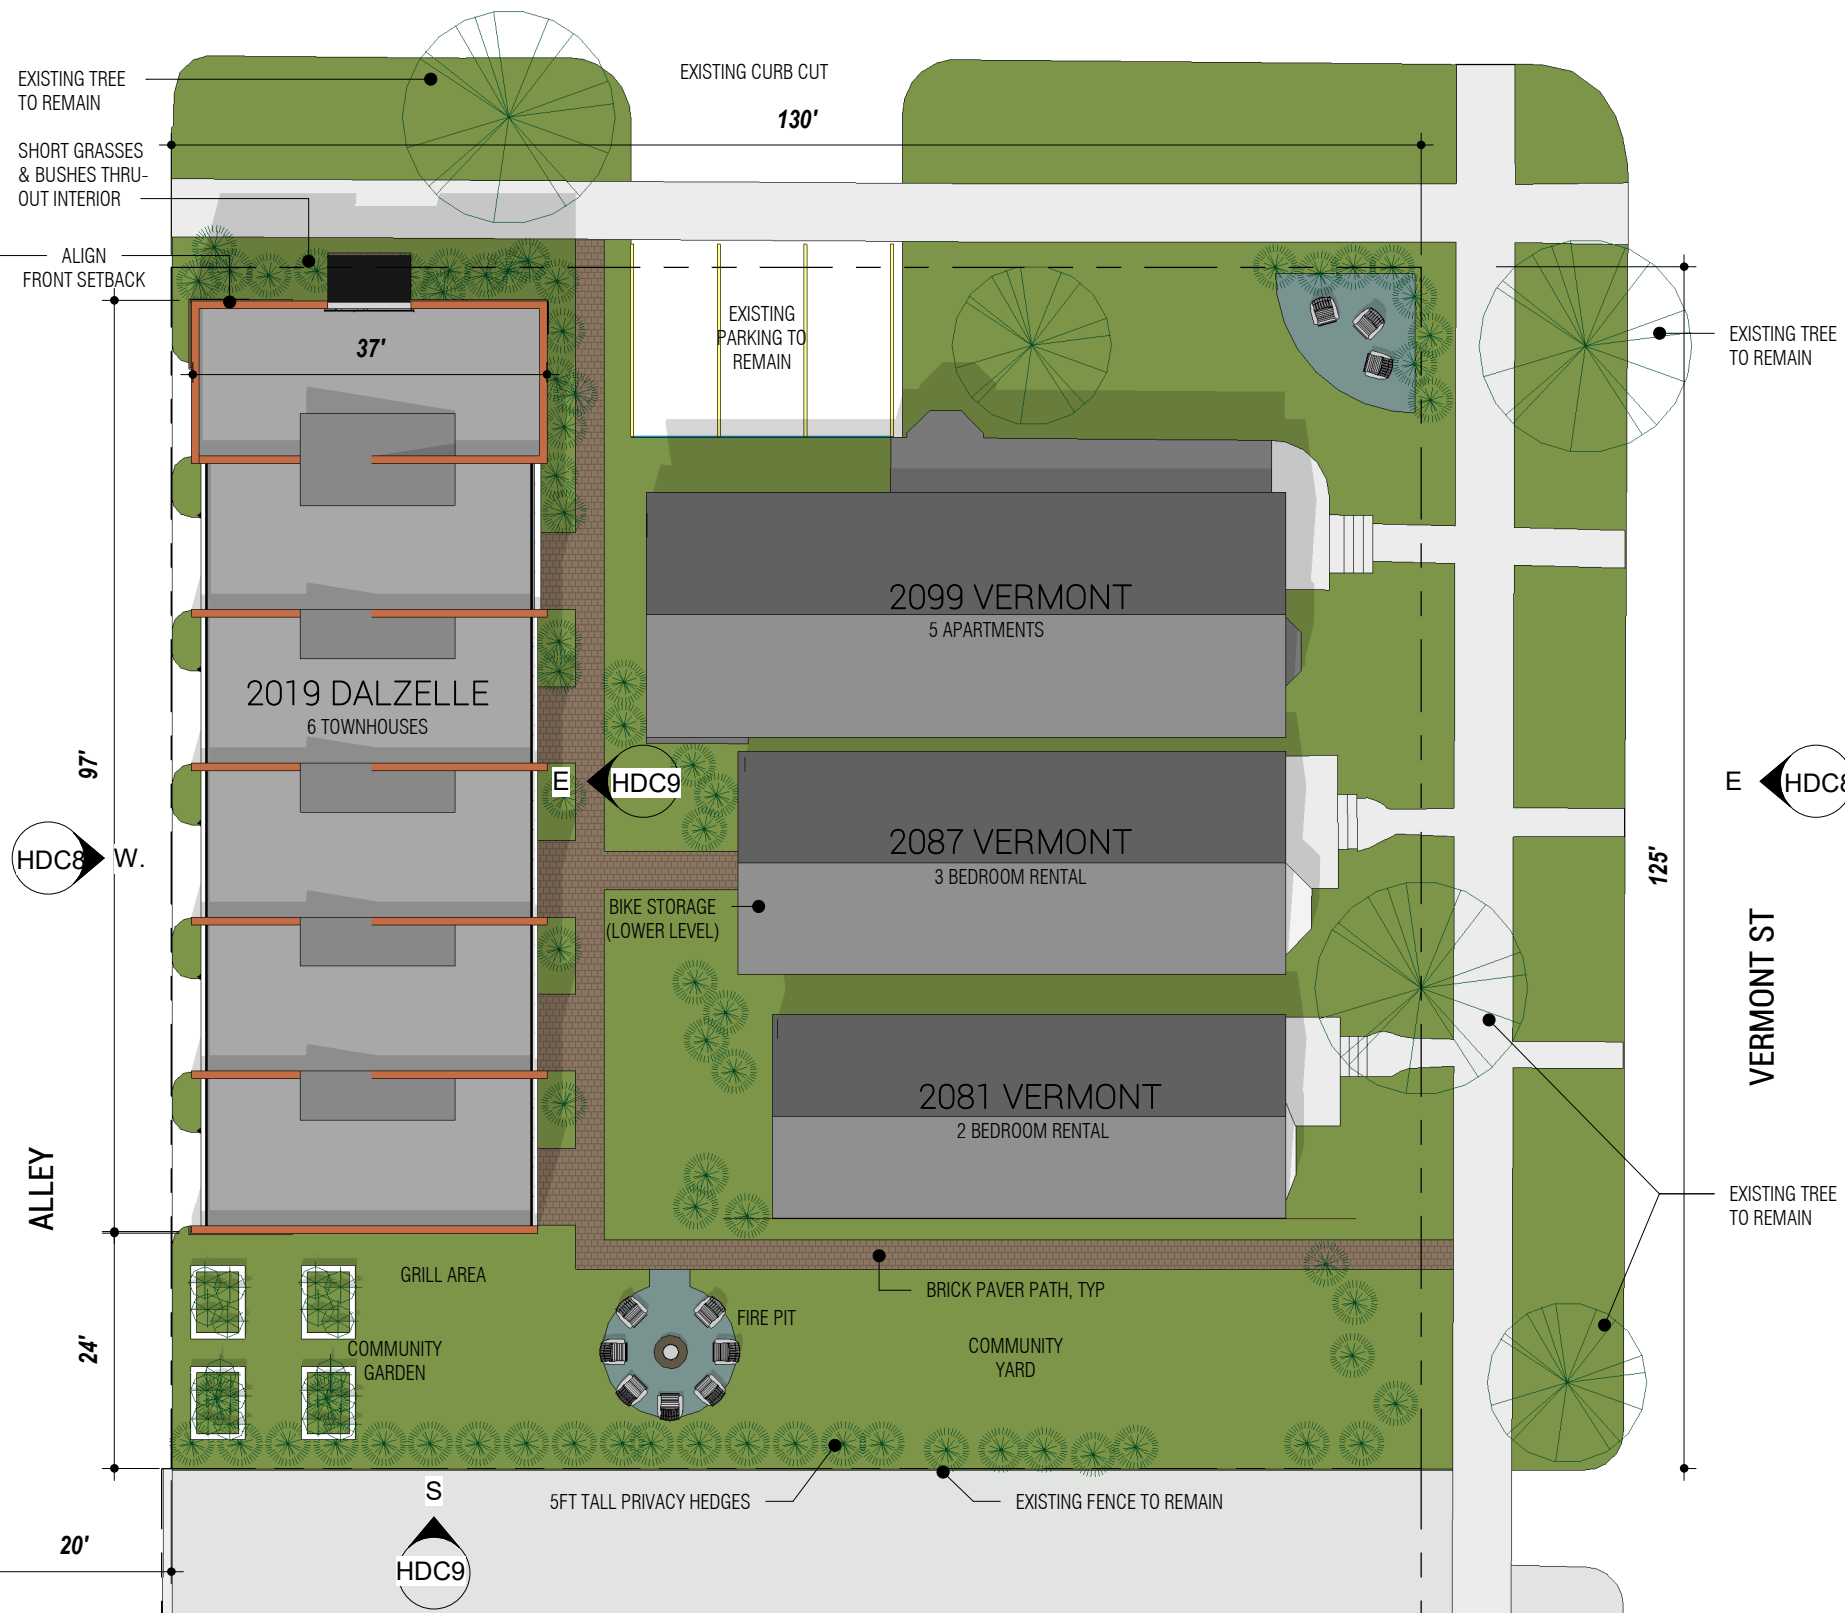 EXISTING TREE
TO REMAIN
EXISTING CURB CUT
130'
SHORT GRASSES
& BUSHES THRU-
OUT INTERIOR
ALIGN
FRONT SETBACK
EXISTING
PARKING TO
REMAIN
37'
EXISTING TREE
TO REMAIN
2099 VERMONT
5 APARTMENTS
2019 DALZELLE
6 TOWNHOUSES
97'
E
HDC9
E
HDC8
HDC8
W.
2087 VERMONT
3 BEDROOM RENTAL
125'
BIKE STORAGE
(LOWER LEVEL)
VERMONT ST
2081 VERMONT
2 BEDROOM RENTAL
ALLEY
EXISTING TREE
TO REMAIN
GRILL AREA
BRICK PAVER PATH, TYP
FIRE PIT
24'
COMMUNITY
GARDEN
COMMUNITY
YARD
S
5FT TALL PRIVACY HEDGES
EXISTING FENCE TO REMAIN
20'
HDC9